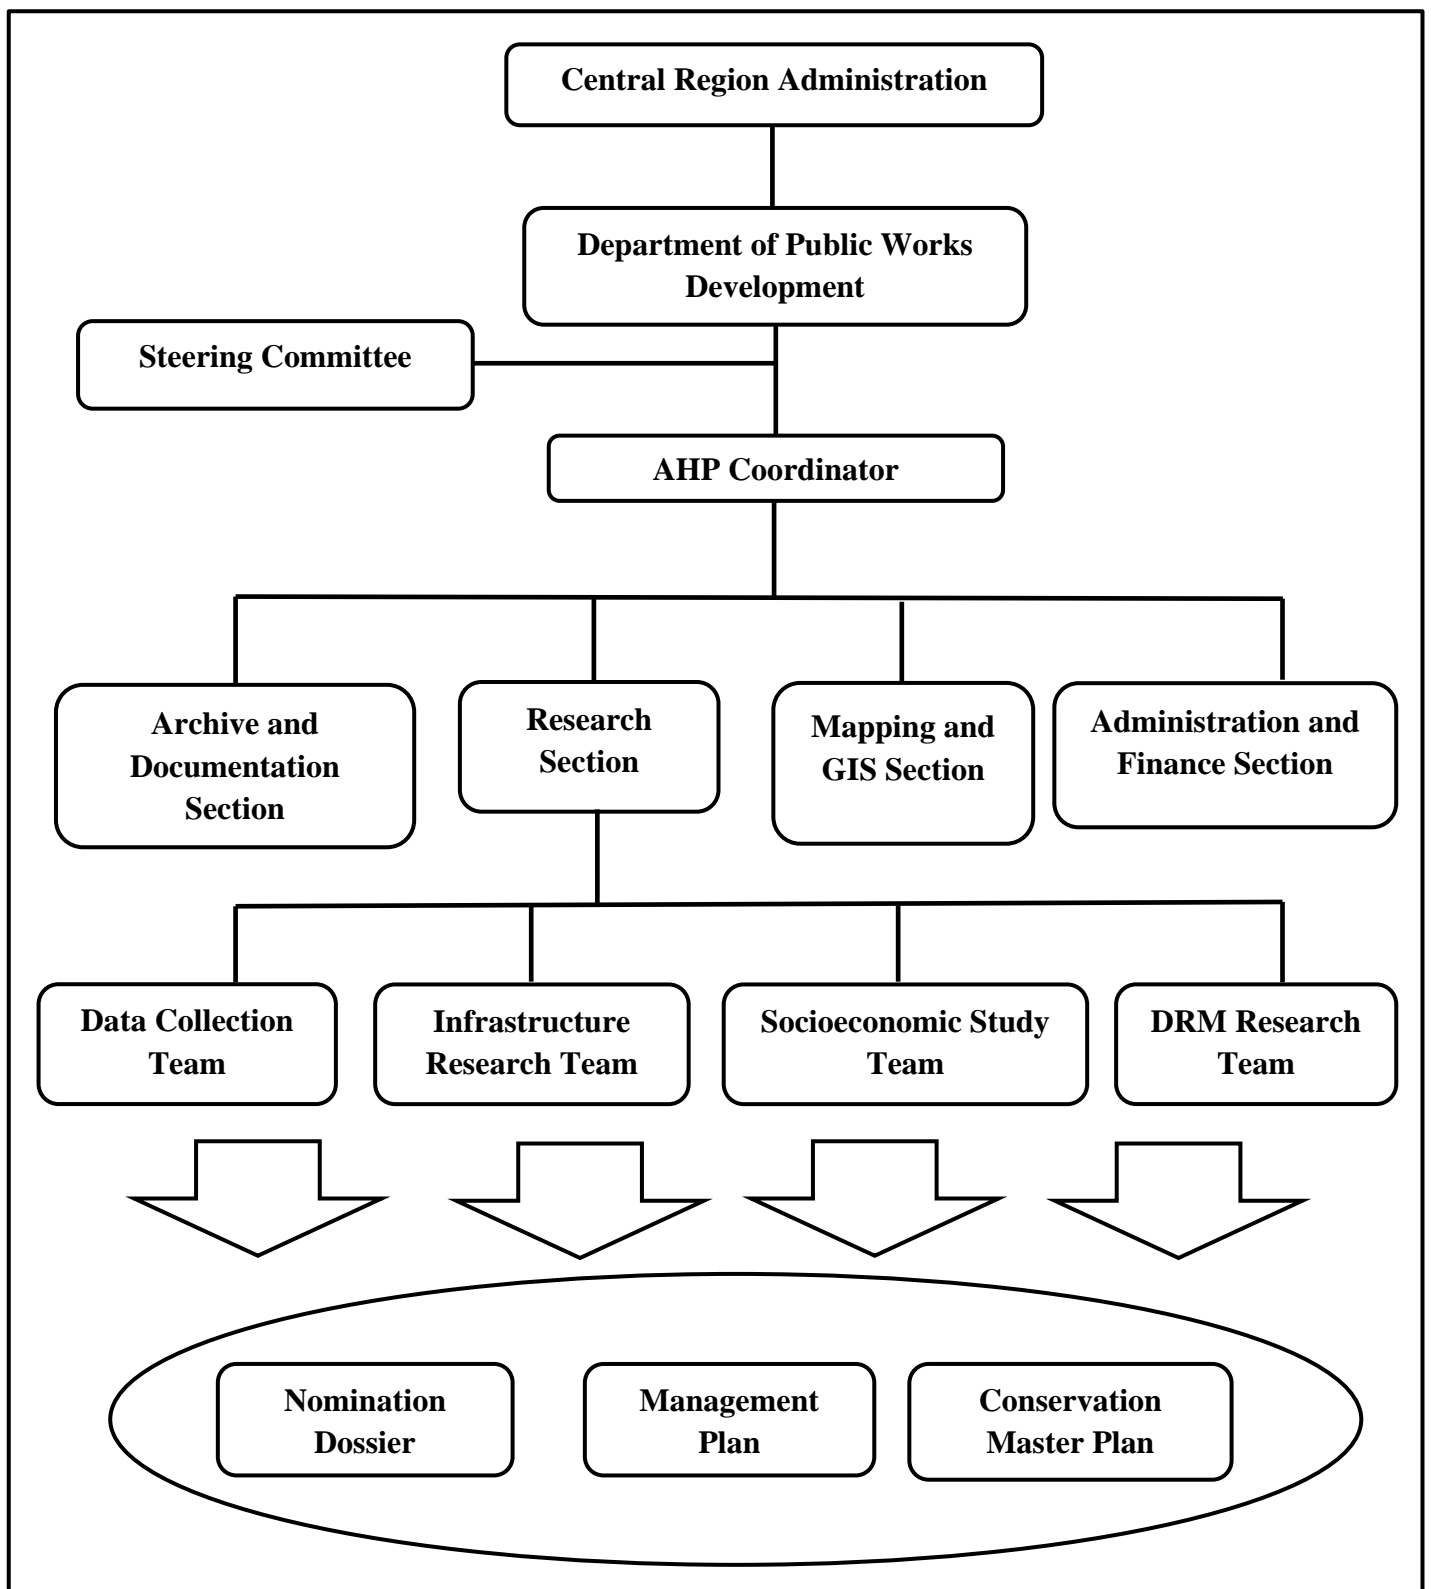 Central Region Administration
Department of Public Works
Development
Steering Committee
AHP Coordinator
Archive and
Documentation
Section
Research
Section
Mapping and
GIS Section
Administration and
Finance Section
Data Collection
Team
Infrastructure
Research Team
Socioeconomic Study
Team
DRM Research
Team
Nomination
Dossier
Management
Plan
Conservation
Master Plan